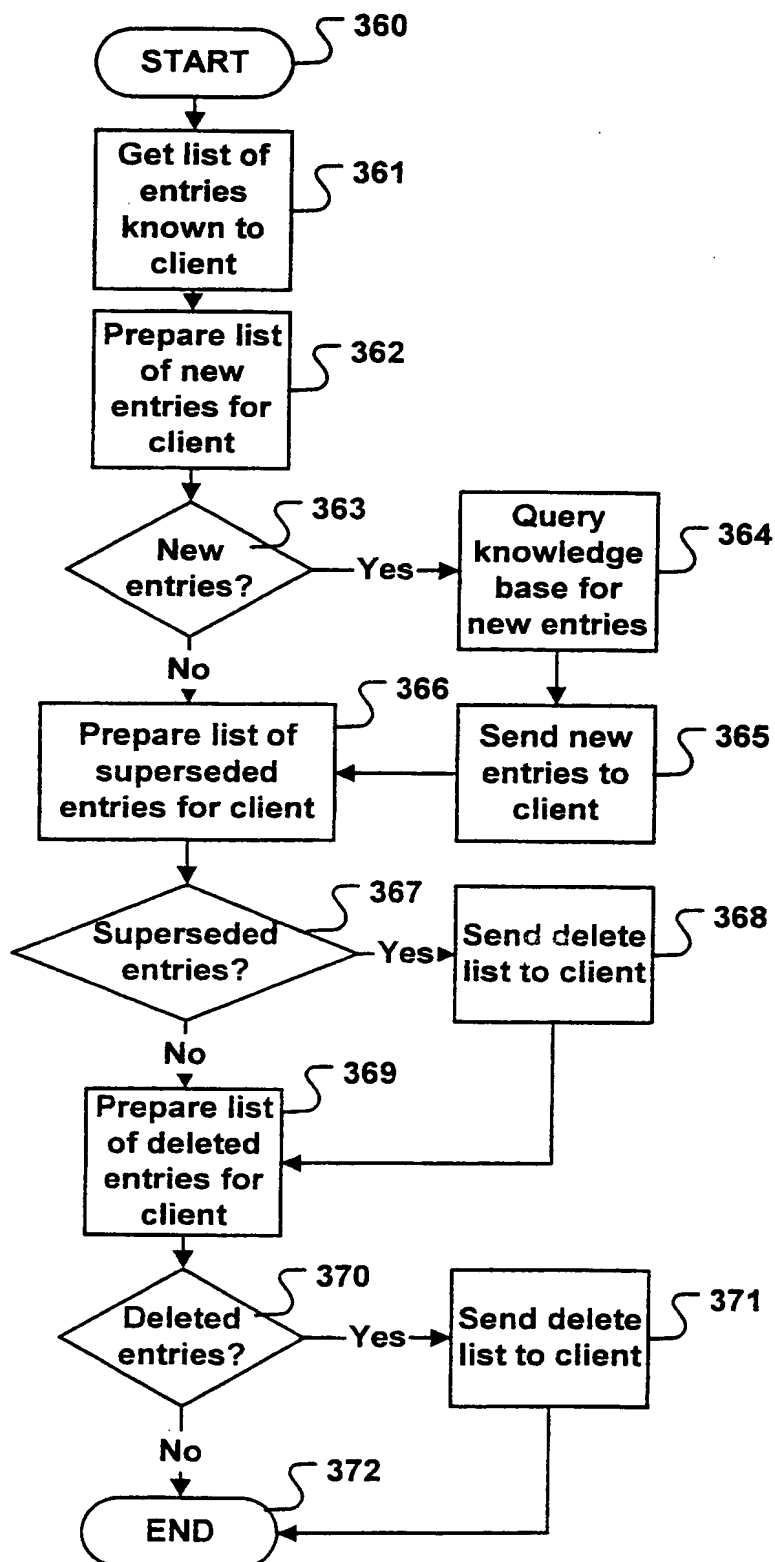 START
360
Get list of
entries
known to
client
361
Prepare list
of new
entries for
client
362
New
entries?
363
Yes
Query
knowledge
base for
new entries
364
No
Send new
entries to
client
365
Prepare list of
superseded
entries for client
366
Superseded
entries?
367
Yes
Send delete
list to client
368
No
Prepare list
of deleted
entries for
client
369
Deleted
entries?
370
Yes
Send delete
list to client
371
No
END
372